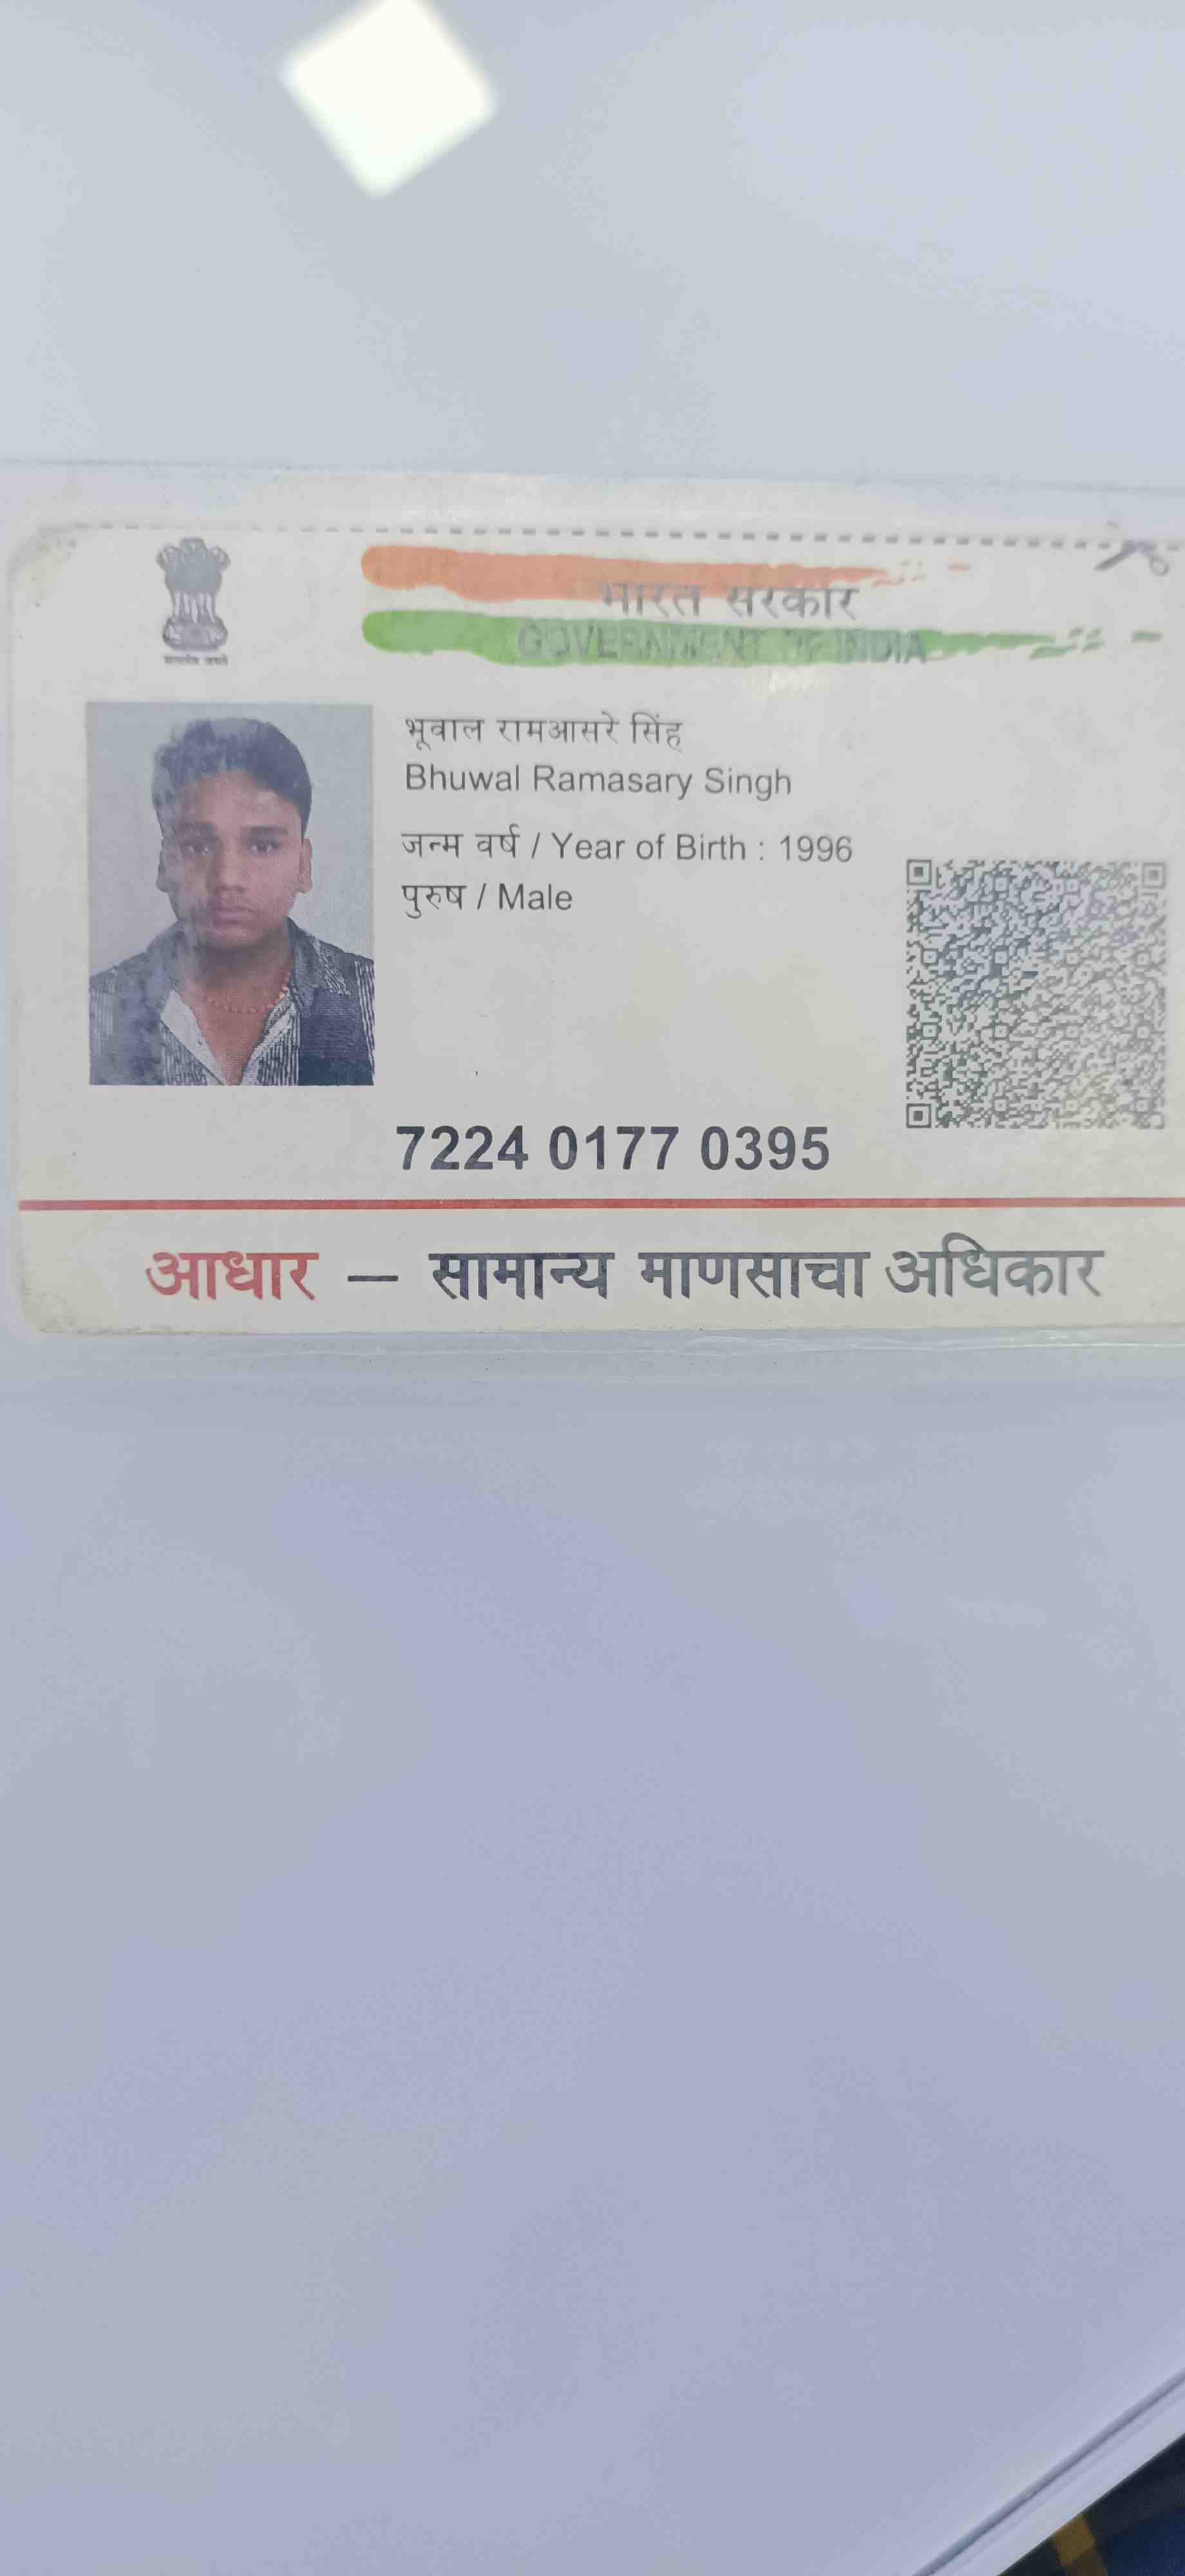 भारत सरकार
GOVERNMENT OF INDIA
सत्यमेव जयते
भूवाल रामआसरे सिंह
Bhuwal Ramasary Singh
जन्म वर्ष / Year of Birth : 1996
पुरुष / Male
7224 0177 0395
आधार — सामान्य माणसाचा अधिकार